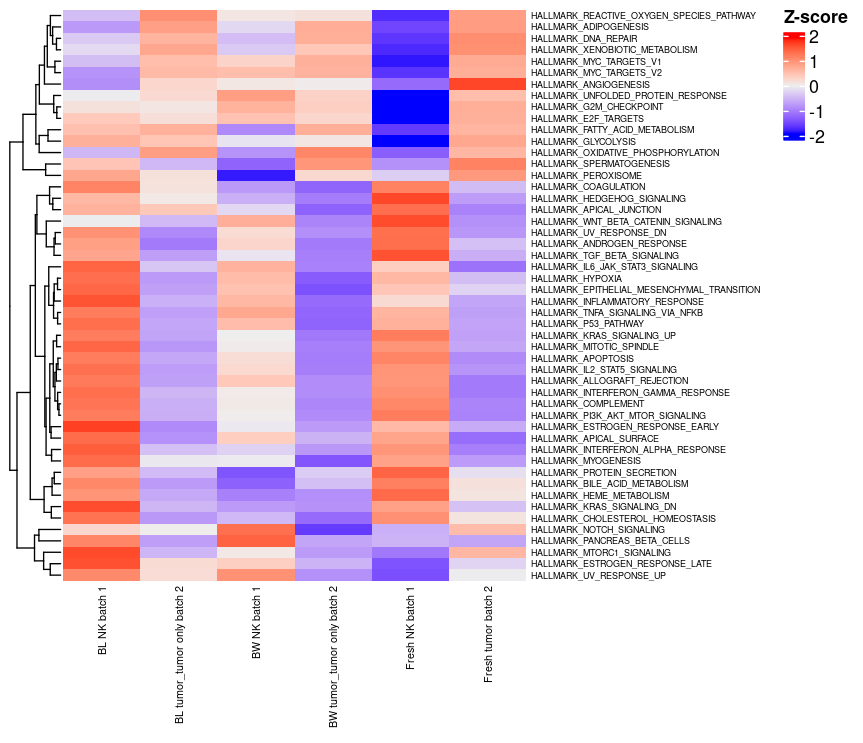 Z-score
2
1
0
-1
-2
HALLMARK_REACTIVE_OXYGEN_SPECIES_PATHWAY
HALLMARK_ADIPOGENESIS
HALLMARK_DNA_REPAIR
HALLMARK_XENOBIOTIC_METABOLISM
HALLMARK_MYC_TARGETS_V1
HALLMARK_MYC_TARGETS_V2
HALLMARK_ANGIOGENESIS
HALLMARK_UNFOLDED_PROTEIN_RESPONSE
HALLMARK_G2M_CHECKPOINT
HALLMARK_E2F_TARGETS
HALLMARK_FATTY_ACID_METABOLISM
HALLMARK_GLYCOLYSIS
HALLMARK_OXIDATIVE_PHOSPHORYLATION
HALLMARK_SPERMATOGENESIS
HALLMARK_PEROXISOME
HALLMARK_COAGULATION
HALLMARK_HEDGEHOG_SIGNALING
HALLMARK_APICAL_JUNCTION
HALLMARK_WNT_BETA_CATENIN_SIGNALING
HALLMARK_UV_RESPONSE_DN
HALLMARK_ANDROGEN_RESPONSE
HALLMARK_TGF_BETA_SIGNALING
HALLMARK_IL6_JAK_STAT3_SIGNALING
HALLMARK_HYPOXIA
HALLMARK_EPITHELIAL_MESENCHYMAL_TRANSITION
HALLMARK_INFLAMMATORY_RESPONSE
HALLMARK_TNFA_SIGNALING_VIA_NFKB
HALLMARK_P53_PATHWAY
HALLMARK_KRAS_SIGNALING_UP
HALLMARK_MITOTIC_SPINDLE
HALLMARK_APOPTOSIS
HALLMARK_IL2_STAT5_SIGNALING
HALLMARK_ALLOGRAFT_REJECTION
HALLMARK_INTERFERON_GAMMA_RESPONSE
HALLMARK_COMPLEMENT
HALLMARK_PI3K_AKT_MTOR_SIGNALING
HALLMARK_ESTROGEN_RESPONSE_EARLY
HALLMARK_APICAL_SURFACE
HALLMARK_INTERFERON_ALPHA_RESPONSE
HALLMARK_MYOGENESIS
HALLMARK_PROTEIN_SECRETION
HALLMARK_BILE_ACID_METABOLISM
HALLMARK_HEME_METABOLISM
HALLMARK_KRAS_SIGNALING_DN
HALLMARK_CHOLESTEROL_HOMEOSTASIS
HALLMARK_NOTCH_SIGNALING
HALLMARK_PANCREAS_BETA_CELLS
HALLMARK_MTORC1_SIGNALING
HALLMARK_ESTROGEN_RESPONSE_LATE
HALLMARK_UV_RESPONSE_UP
BL NK batch 1
BL tumor_tumor only batch 2
BW NK batch 1
BW tumor_tumor only batch 2
Fresh NK batch 1
Fresh tumor batch 2